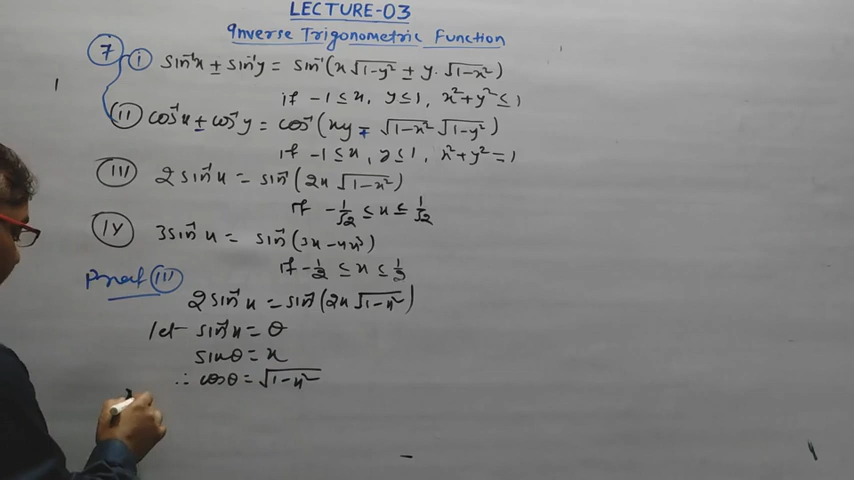 LECTURE-03
Inverse Trigonometric Function
7 i sin⁻¹x ± sin⁻¹y = sin⁻¹(x √1-y² ± y · √1-x²)
if -1 ≤ x, y ≤ 1, x² + y² ≤ 1
ii cos⁻¹x ± cos⁻¹y = cos⁻¹(xy ∓ √1-x² √1-y²)
if -1 ≤ x, y ≤ 1, x² + y² = 1
iii 2 sin⁻¹x = sin⁻¹(2x √1-x²)
if -1/√2 ≤ x ≤ 1/√2
iv 3 sin⁻¹x = sin⁻¹(3x - 4x³)
if -1/2 ≤ x ≤ 1/2
Proof iii
2 sin⁻¹x = sin⁻¹(2x √1-x²)
let sin⁻¹x = θ
sinθ = x
∴ cosθ = √1-x²